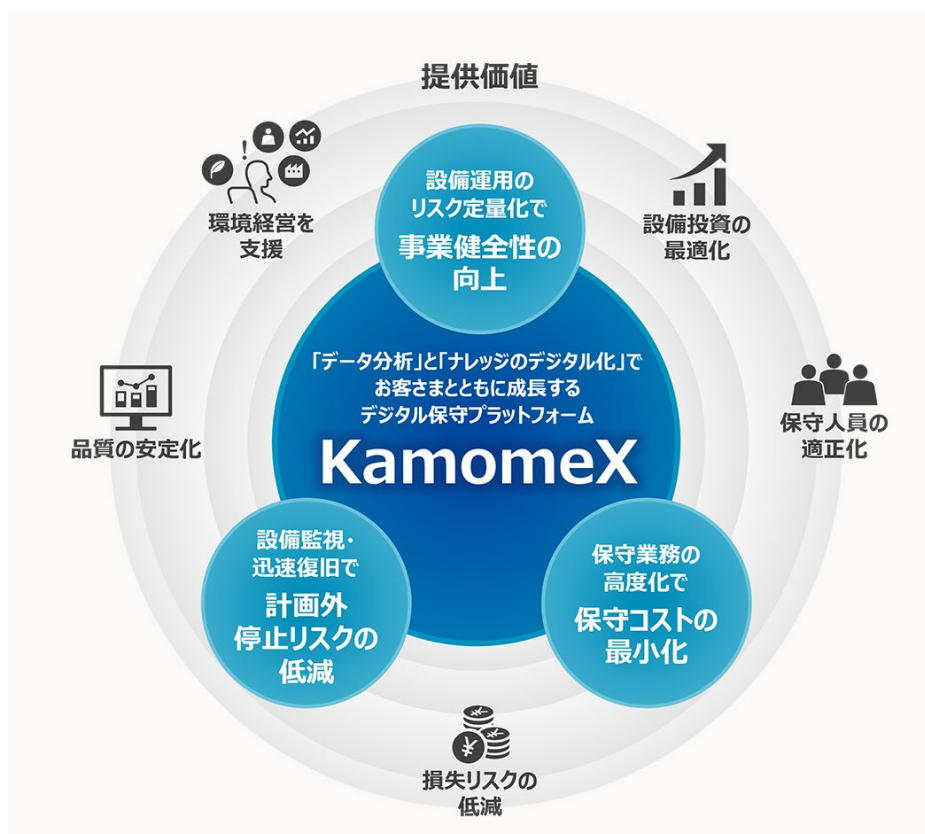 提供価値
環境経営を
支援
設備運用の
リスク定量化で
事業健全性の
向上
設備投資の
最適化
「データ分析」と「ナレッジのデジタル化」で
お客さまとともに成長する
デジタル保守プラットフォーム
KamomeX
品質の安定化
保守人員の
適正化
設備監視・
迅速復旧で
計画外
停止リスクの
低減
保守業務の
高度化で
保守コストの
最小化
損失リスクの
低減